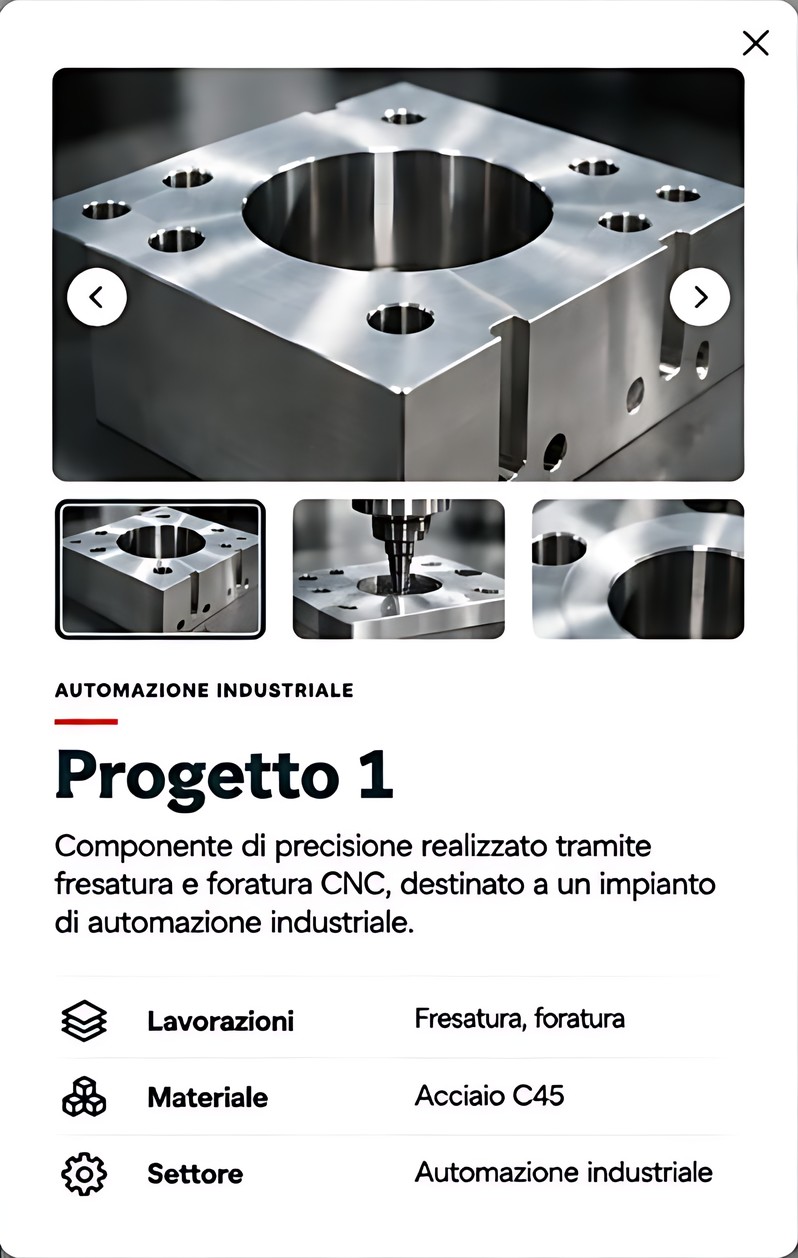 AUTOMAZIONE INDUSTRIALE
Progetto 1
Componente di precisione realizzato tramite
fresatura e foratura CNC, destinato a un impianto
di automazione industriale.
Lavorazioni
Fresatura, foratura
Materiale
Acciaio C45
Settore
Automazione industriale